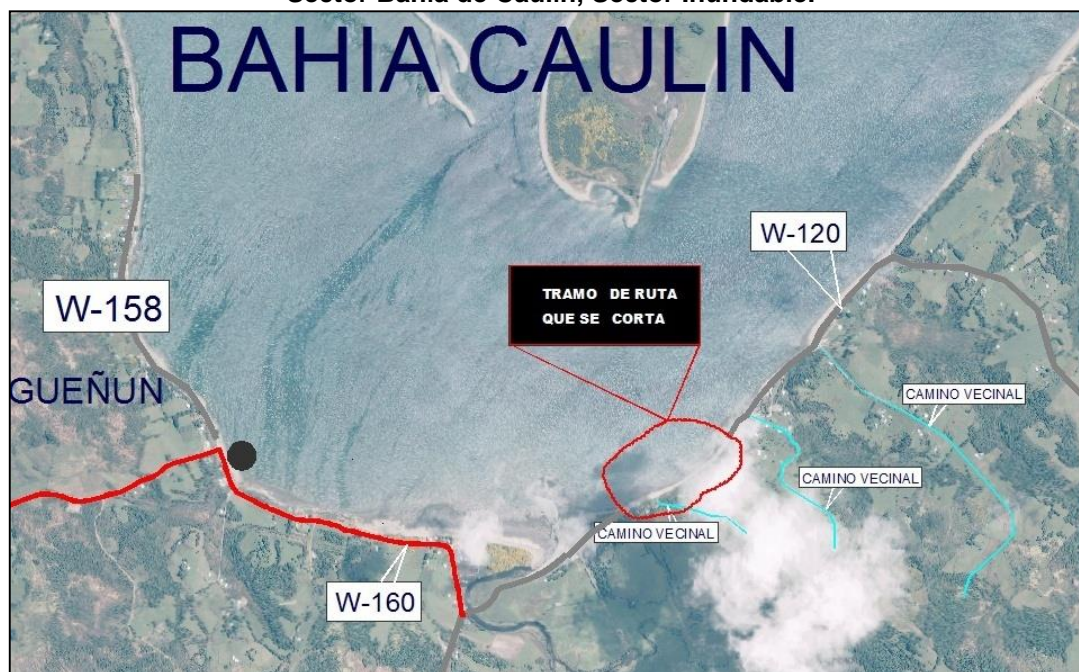 Sector Bahía de Caulín, Sector Inundable.
BAHIA CAULIN
W-120
TRAMO DE RUTA
QUE SE CORTA
W-158
GUEÑUN
CAMINO VECINAL
CAMINO VECINAL
CAMINO VECINAL
W-160